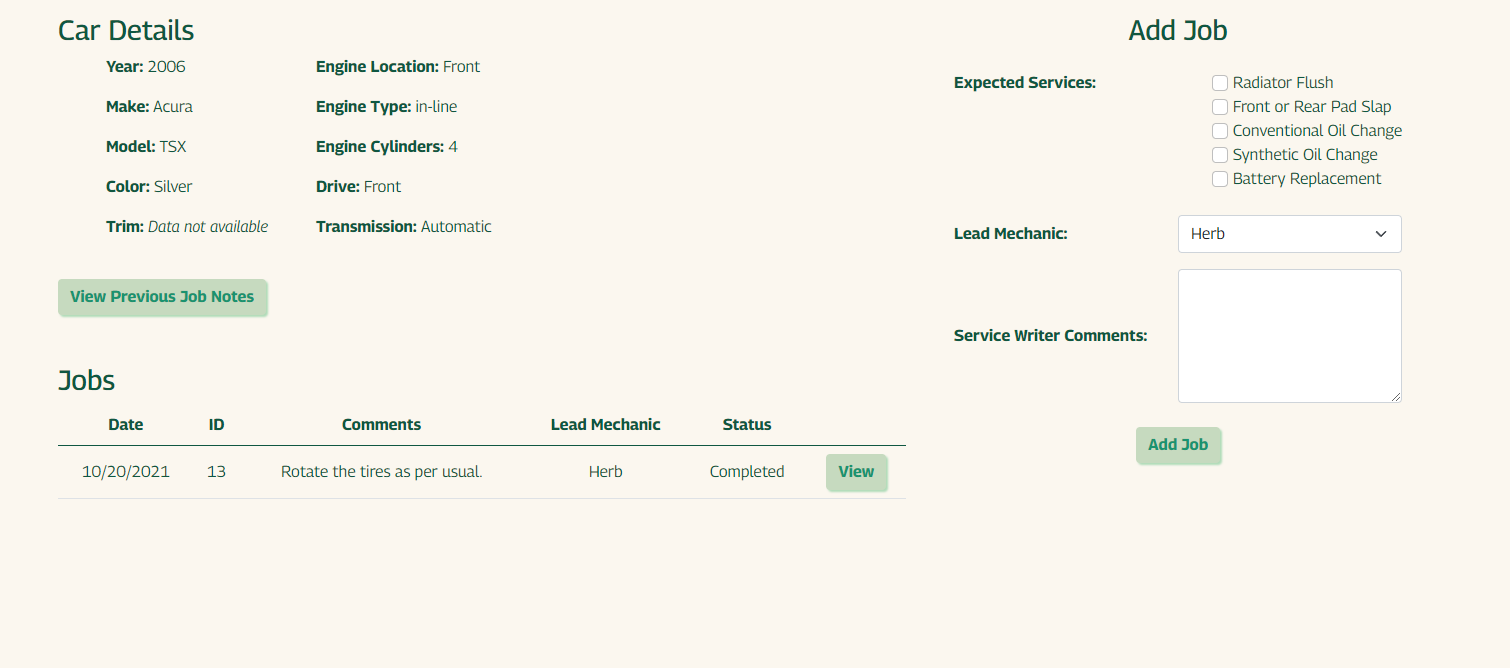 Car Details
Year: 2006
Engine Location: Front
Make: Acura
Engine Type: in-line
Model: TSX
Engine Cylinders: 4
Color: Silver
Drive: Front
Trim: Data not available
Transmission: Automatic
View Previous Job Notes
Jobs
Date ID Comments Lead Mechanic Status
10/20/2021 13 Rotate the tires as per usual. Herb Completed View
Add Job
Expected Services:
Radiator Flush
Front or Rear Pad Slap
Conventional Oil Change
Synthetic Oil Change
Battery Replacement
Lead Mechanic: Herb
Service Writer Comments:
Add Job